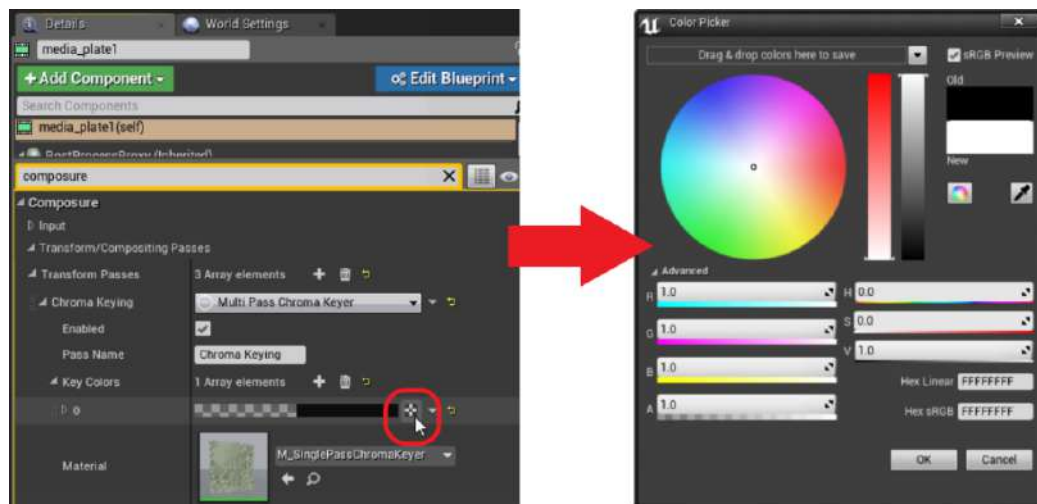 Details
World Settings
media_plate1
+Add Component
Edit Blueprint
Search Components
media_plate1(self)
PostProcessProxy (Inherited)
composure
Composure
Input
Transform/Compositing Passes
Transform Passes
3 Array elements
Chroma Keying
Multi Pass Chroma Keyer
Enabled
Pass Name
Chroma Keying
Key Colors
1 Array elements
0
Material
M_SinglePassChromaKeyer
Color Picker
Drag & drop colors here to save
sRGB Preview
Old
New
Advanced
R 1.0
H 0.0
G 1.0
S 0.0
B 1.0
V 1.0
Hex Linear FFFFFFFF
A 1.0
Hex sRGB FFFFFFFF
OK
Cancel